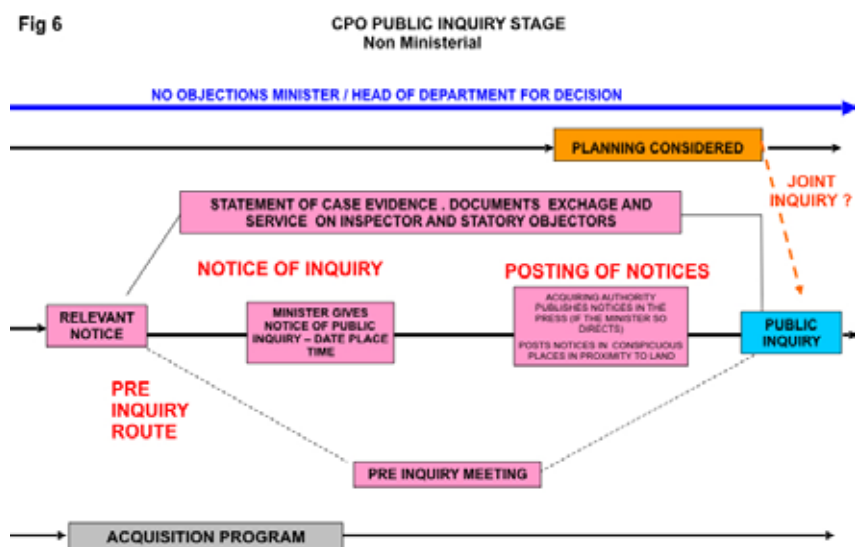 Fig 6
CPO PUBLIC INQUIRY STAGE
Non Ministerial
NO OBJECTIONS MINISTER / HEAD OF DEPARTMENT FOR DECISION
PLANNING CONSIDERED
JOINT
INQUIRY ?
STATEMENT OF CASE EVIDENCE . DOCUMENTS EXCHAGE AND
SERVICE ON INSPECTOR AND STATORY OBJECTORS
NOTICE OF INQUIRY
POSTING OF NOTICES
RELEVANT
NOTICE
MINISTER GIVES
NOTICE OF PUBLIC
INQUIRY – DATE PLACE
TIME
ACQUIRING AUTHORITY
PUBLISHES NOTICES IN THE
PRESS (IF THE MINISTER SO
DIRECTS)
POSTS NOTICES IN CONSPICUOUS
PLACES IN PROXIMITY TO LAND
PUBLIC
INQUIRY
PRE
INQUIRY
ROUTE
PRE INQUIRY MEETING
ACQUISITION PROGRAM